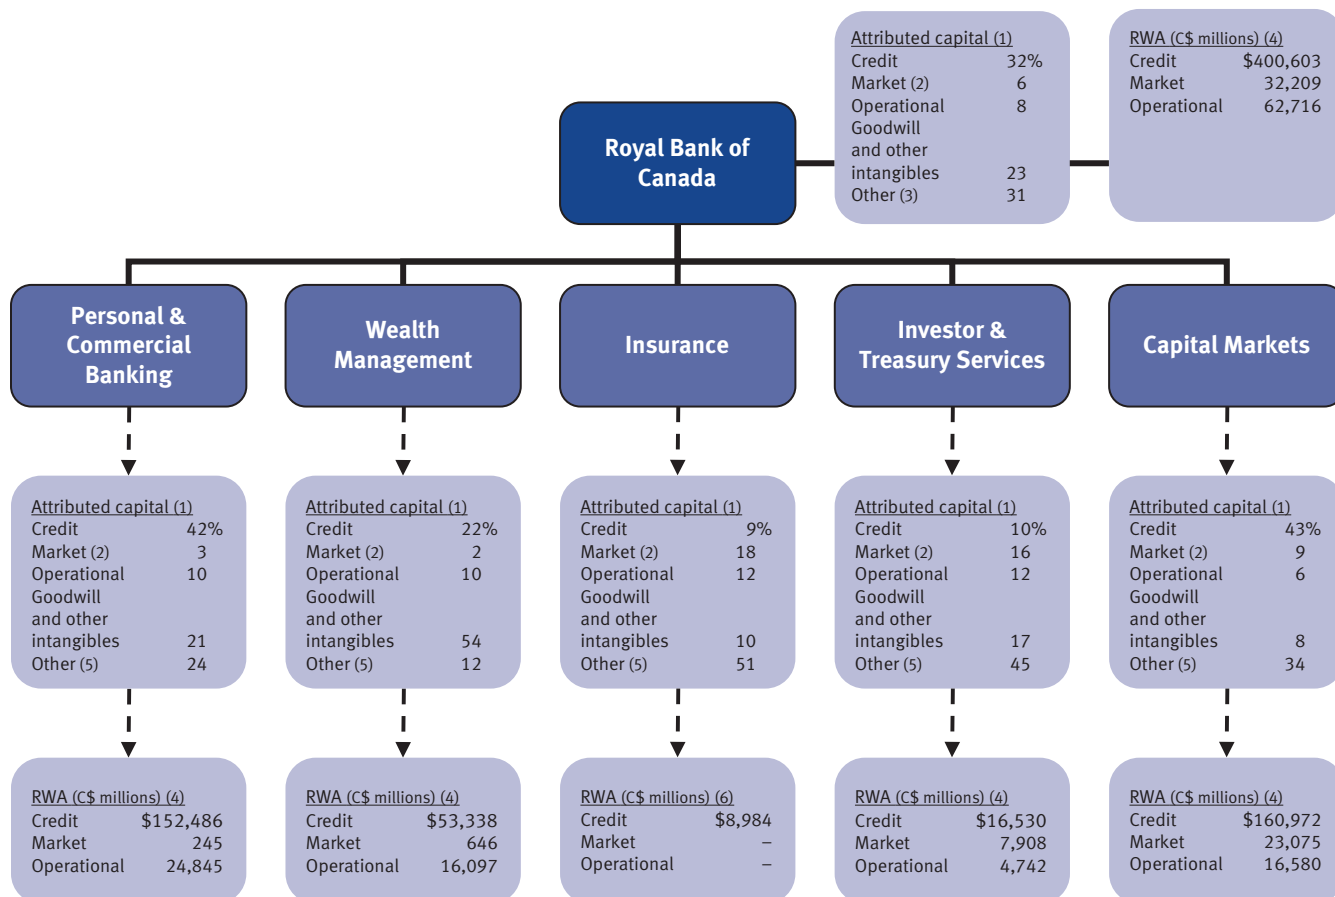 Attributed capital (1)
Credit 32%
Market (2) 6
Operational 8
Goodwill
and other
intangibles 23
Other (3) 31
RWA (C$ millions) (4)
Credit $400,603
Market 32,209
Operational 62,716
Royal Bank of
Canada
Personal &
Commercial
Banking
Wealth
Management
Insurance
Investor &
Treasury Services
Capital Markets
Attributed capital (1)
Credit 42%
Market (2) 3
Operational 10
Goodwill
and other
intangibles 21
Other (5) 24
Attributed capital (1)
Credit 22%
Market (2) 2
Operational 10
Goodwill
and other
intangibles 54
Other (5) 12
Attributed capital (1)
Credit 9%
Market (2) 18
Operational 12
Goodwill
and other
intangibles 10
Other (5) 51
Attributed capital (1)
Credit 10%
Market (2) 16
Operational 12
Goodwill
and other
intangibles 17
Other (5) 45
Attributed capital (1)
Credit 43%
Market (2) 9
Operational 6
Goodwill
and other
intangibles 8
Other (5) 34
RWA (C$ millions) (4)
Credit $152,486
Market 245
Operational 24,845
RWA (C$ millions) (4)
Credit $53,338
Market 646
Operational 16,097
RWA (C$ millions) (6)
Credit $8,984
Market –
Operational –
RWA (C$ millions) (4)
Credit $16,530
Market 7,908
Operational 4,742
RWA (C$ millions) (4)
Credit $160,972
Market 23,075
Operational 16,580